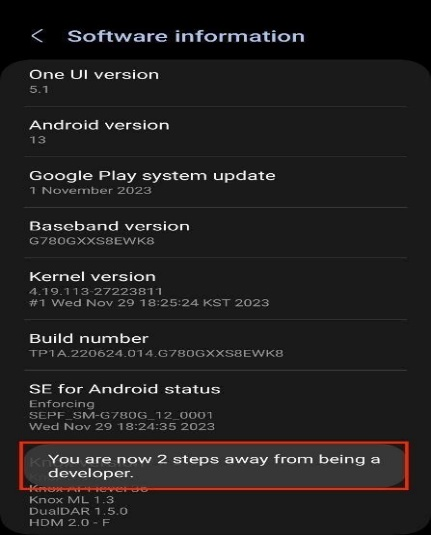 Software information
One UI version
5.1
Android version
13
Google Play system update
1 November 2023
Baseband version
G780GXXS8EWK8
Kernel version
4.19.113-27223811
#1 Wed Nov 29 18:25:24 KST 2023
Build number
TP1A.220624.014.G780GXXS8EWK8
SE for Android status
Enforcing
SEPF_SM-G780G_12_0001
Wed Nov 29 18:24:35 2023
You are now 2 steps away from being a
developer.
Knox ML 1.3
DualDAR 1.5.0
HDM 2.0 - F